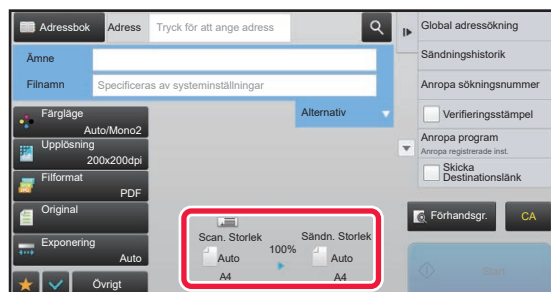 Adressbok
Adress
Tryck för att ange adress
Ämne
Filnamn
Specificeras av systeminställningar
Alternativ
Färgläge
Auto/Mono2
Upplösning
200x200dpi
Filformat
PDF
Original
Exponering
Auto
Övrigt
Scan. Storlek
100%
Sändn. Storlek
Auto
Auto
A4
A4
Global adressökning
Sändningshistorik
Anropa sökningsnummer
Verifieringsstämpel
Anropa program
Anropa registrerade inst.
Skicka
Destinationslänk
Förhandsgr.
CA
Start